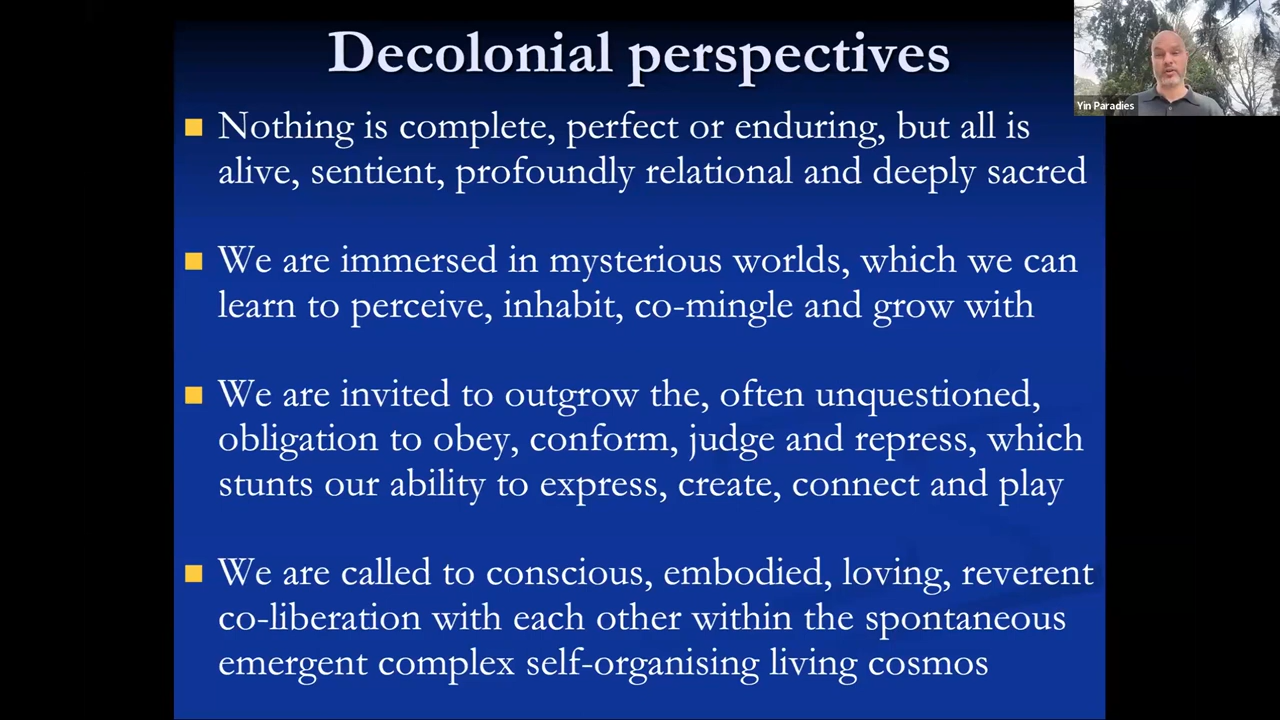 Decolonial perspectives
Yin Paradies
Nothing is complete, perfect or enduring, but all is
alive, sentient, profoundly relational and deeply sacred
We are immersed in mysterious worlds, which we can
learn to perceive, inhabit, co-mingle and grow with
We are invited to outgrow the, often unquestioned,
obligation to obey, conform, judge and repress, which
stunts our ability to express, create, connect and play
We are called to conscious, embodied, loving, reverent
co-liberation with each other within the spontaneous
emergent complex self-organising living cosmos